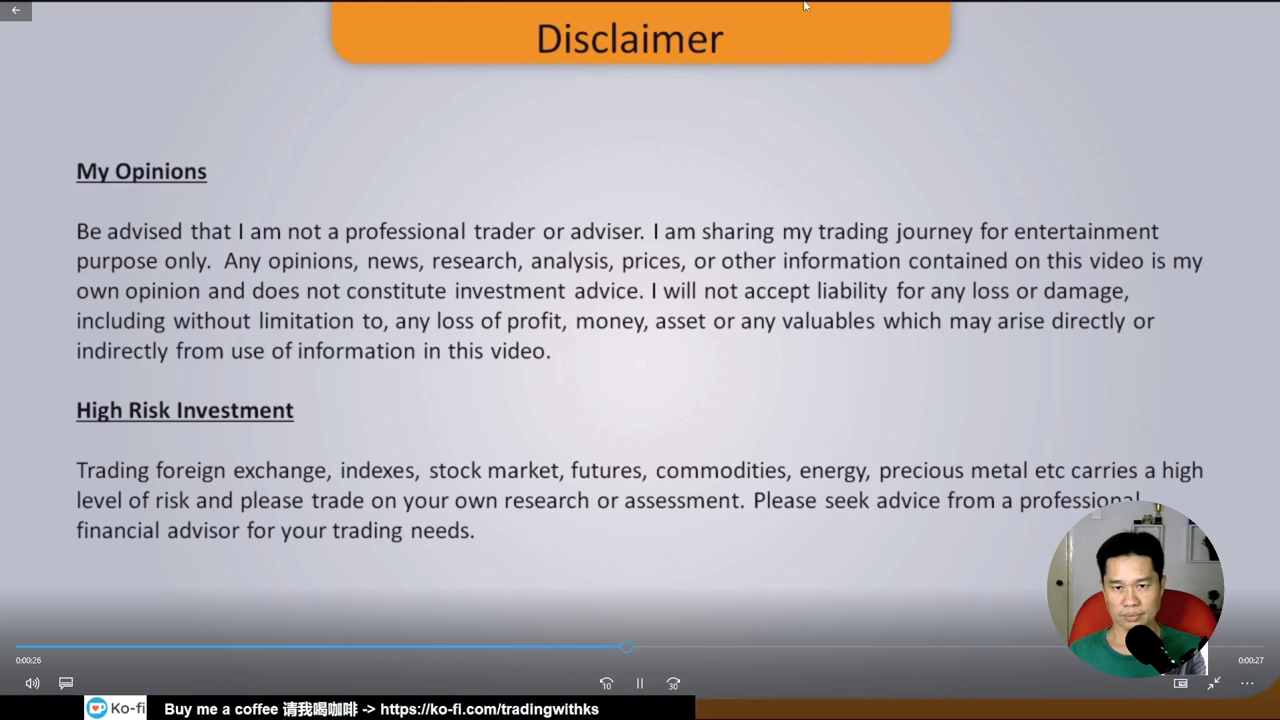 Disclaimer
My Opinions
Be advised that I am not a professional trader or adviser. I am sharing my trading journey for entertainment
purpose only. Any opinions, news, research, analysis, prices, or other information contained on this video is my
own opinion and does not constitute investment advice. I will not accept liability for any loss or damage,
including without limitation to, any loss of profit, money, asset or any valuables which may arise directly or
indirectly from use of information in this video.
High Risk Investment
Trading foreign exchange, indexes, stock market, futures, commodities, energy, precious metal etc carries a high
level of risk and please trade on your own research or assessment. Please seek advice from a professional
financial advisor for your trading needs.
0:00:26
0:00:27
10
30
Ko-fi Buy me a coffee 请我喝咖啡 -> https://ko-fi.com/tradingwithks